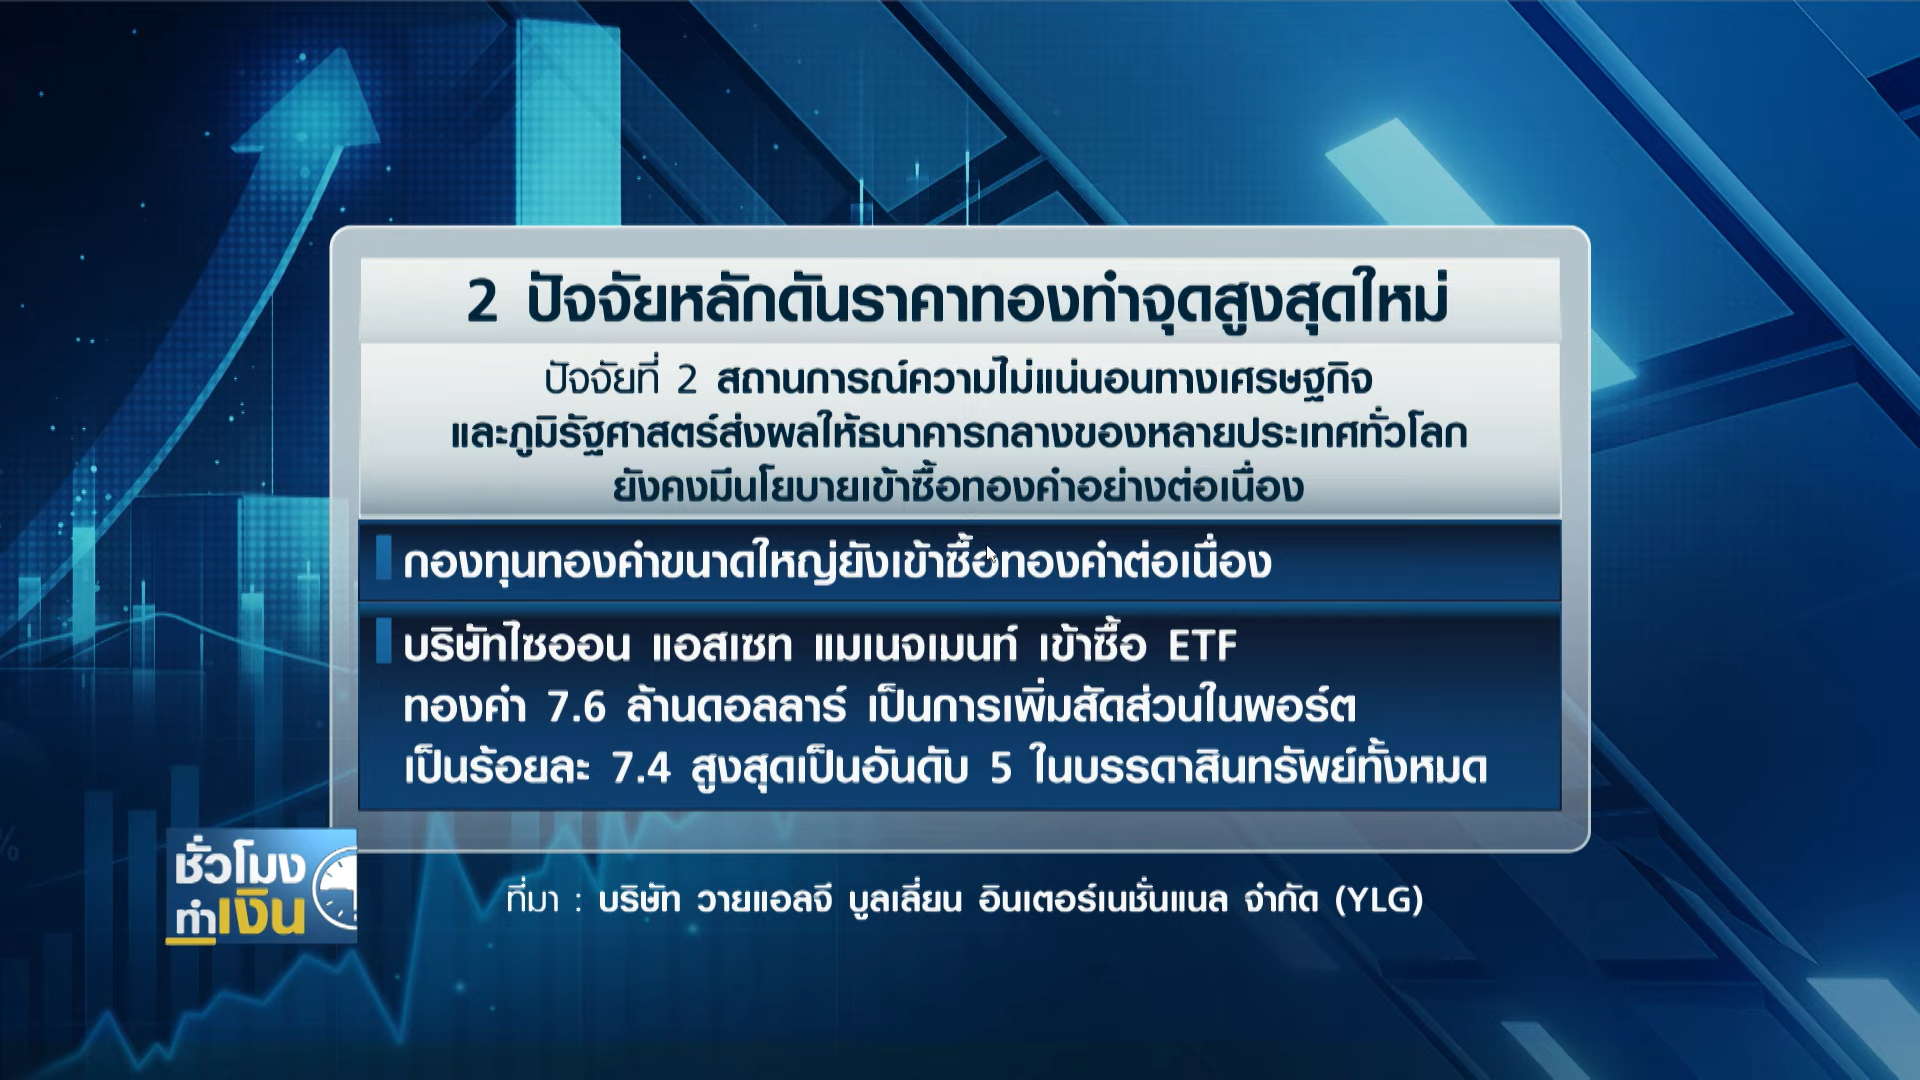 2 ปัจจัยหลักดันราคาทองทำจุดสูงสุดใหม่
ปัจจัยที่ 2 สถานการณ์ความไม่แน่นอนทางเศรษฐกิจ
และภูมิรัฐศาสตร์ส่งผลให้ธนาคารกลางของหลายประเทศทั่วโลก
ยังคงมีนโยบายเข้าซื้อทองคำอย่างต่อเนื่อง
กองทุนทองคำขนาดใหญ่ยังเข้าซื้อทองคำต่อเนื่อง
บริษัทไซออน แอสเซท แมเนจเมนท์ เข้าซื้อ ETF
ทองคำ 7.6 ล้านดอลลาร์ เป็นการเพิ่มสัดส่วนในพอร์ต
เป็นร้อยละ 7.4 สูงสุดเป็นอันดับ 5 ในบรรดาสินทรัพย์ทั้งหมด
ชั่วโมง
ทำเงิน
ที่มา : บริษัท วายแอลจี บูลเลี่ยน อินเตอร์เนชั่นแนล จำกัด (YLG)
%